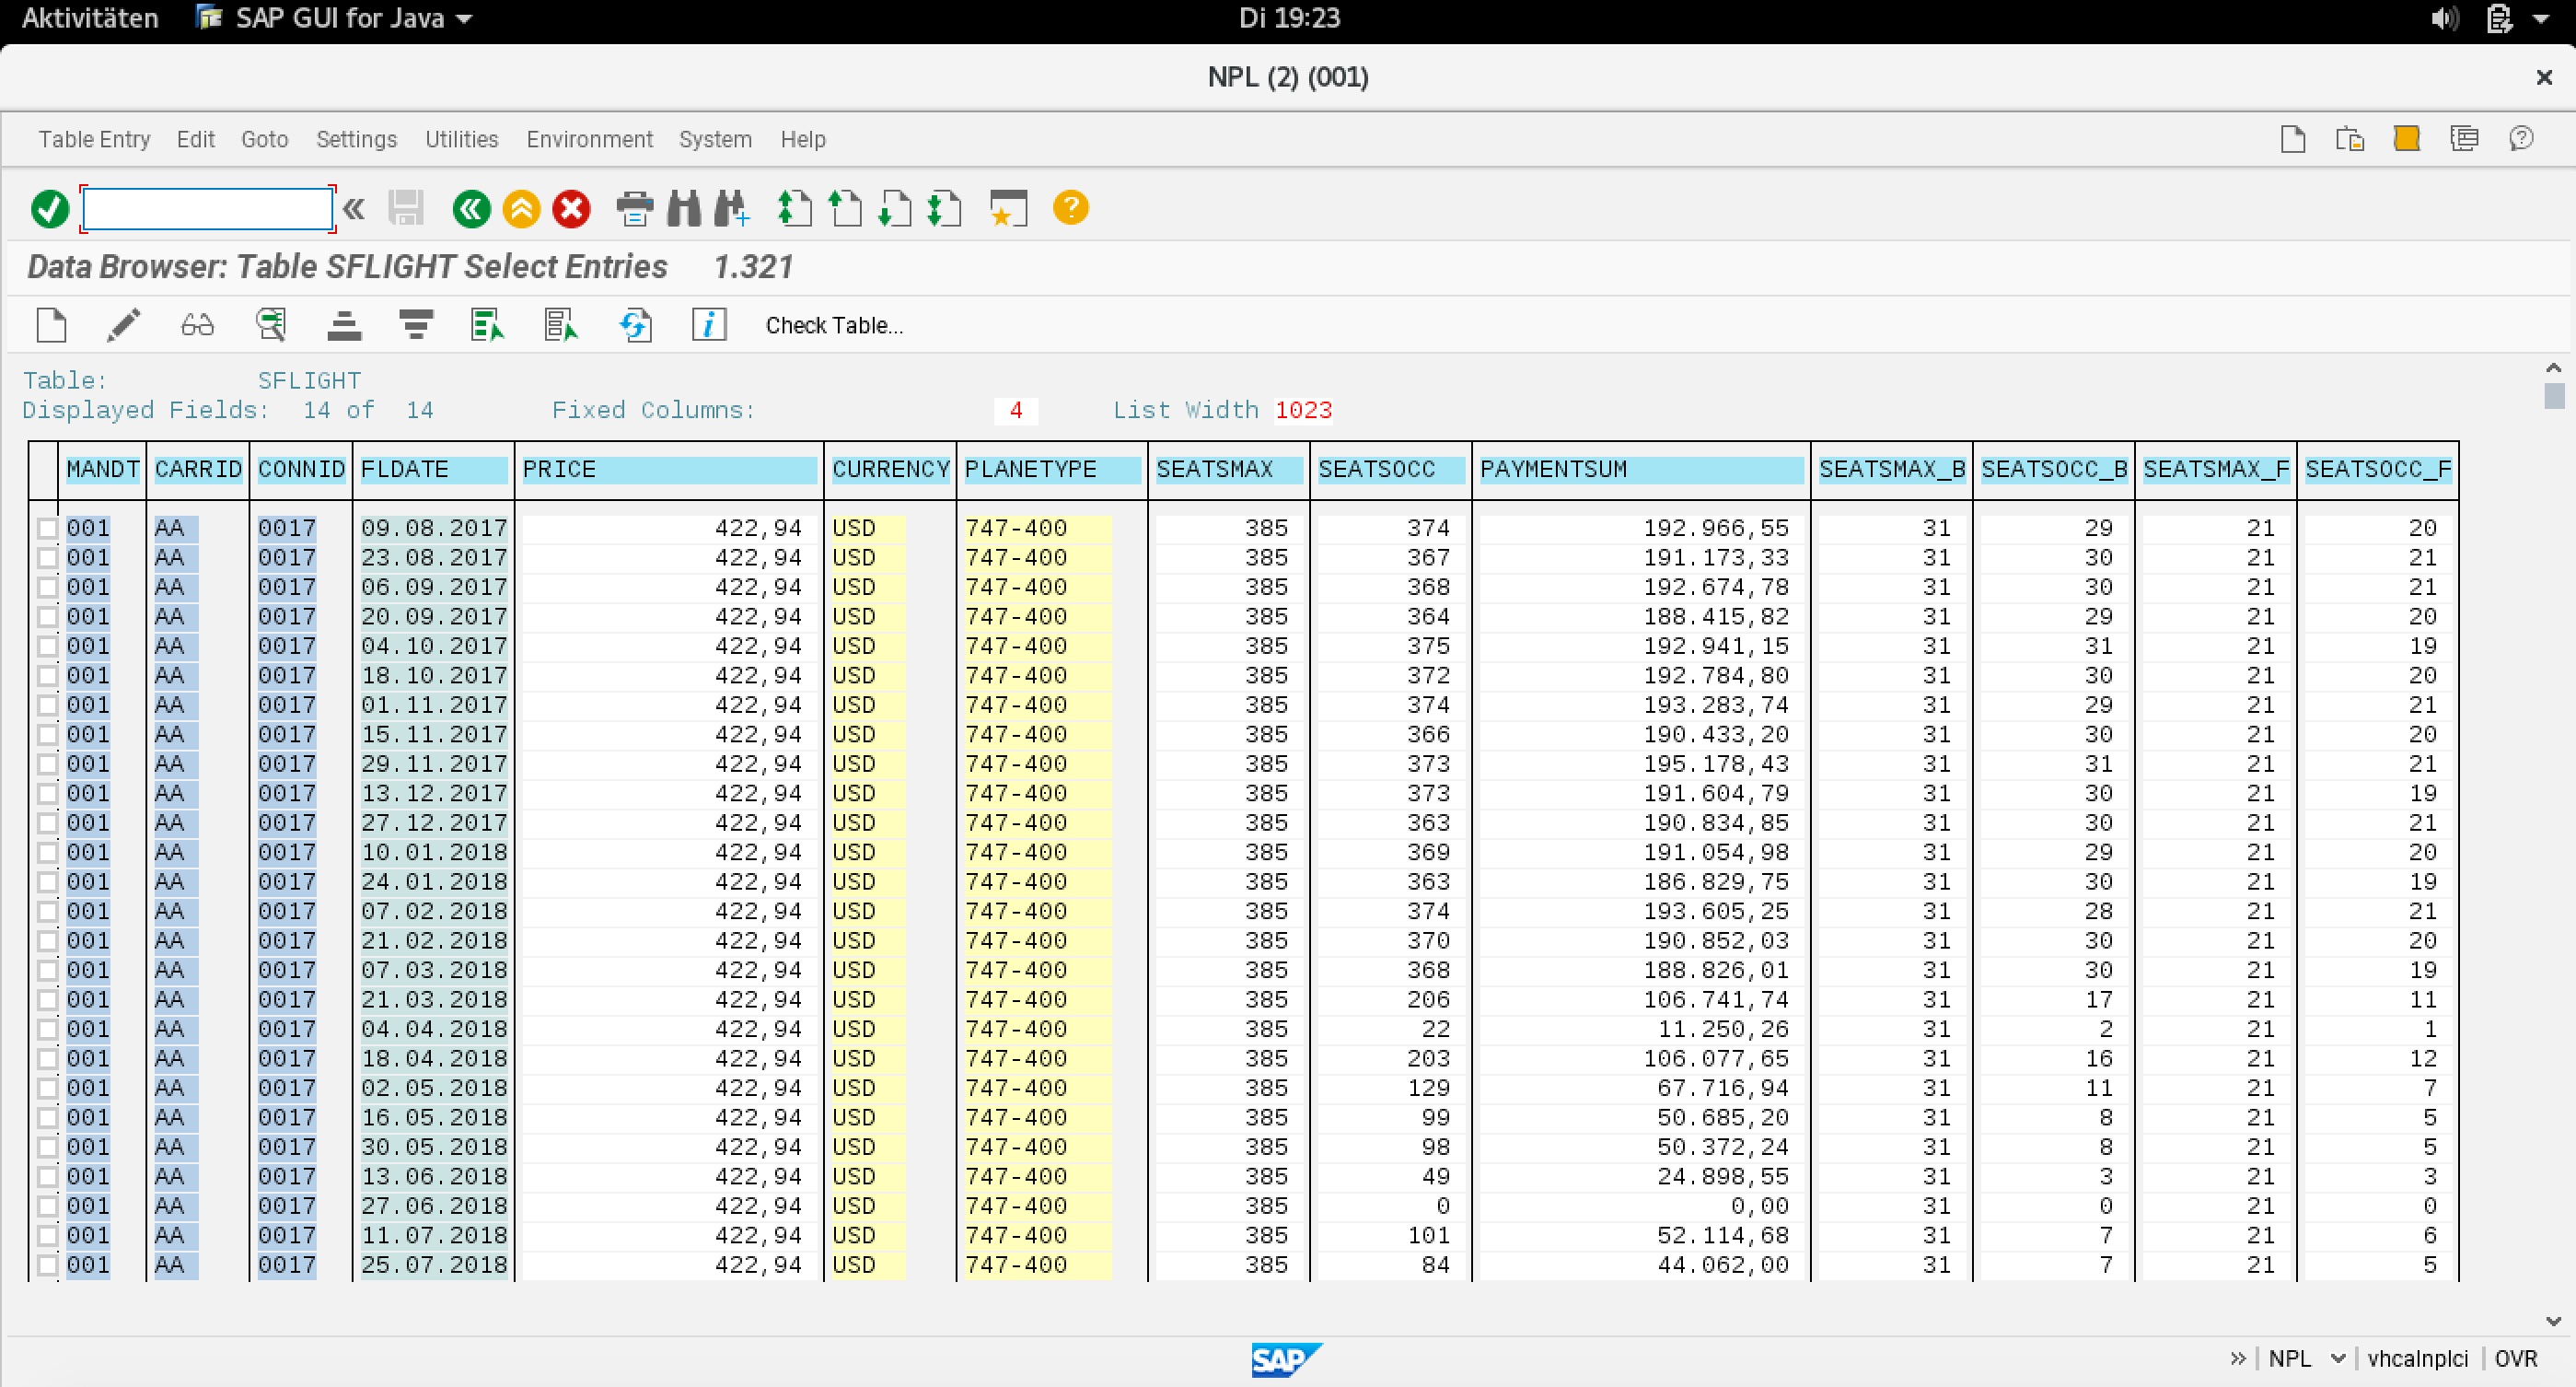 Aktivitäten SAP GUI for Java Di 19:23
NPL (2) (001)
Table Entry Edit Goto Settings Utilities Environment System Help
Data Browser: Table SFLIGHT Select Entries 1.321
Check Table...
Table: SFLIGHT
Displayed Fields: 14 of 14 Fixed Columns: 4 List Width 1023
MANDT CARRID CONNID FLDATE PRICE CURRENCY PLANETYPE SEATSMAX SEATSOCC PAYMENTSUM SEATSMAX_B SEATSOCC_B SEATSMAX_F SEATSOCC_F
001 AA 0017 09.08.2017 422,94 USD 747-400 385 374 192.966,55 31 29 21 20
001 AA 0017 23.08.2017 422,94 USD 747-400 385 367 191.173,33 31 30 21 21
001 AA 0017 06.09.2017 422,94 USD 747-400 385 368 192.674,78 31 30 21 21
001 AA 0017 20.09.2017 422,94 USD 747-400 385 364 188.415,82 31 29 21 20
001 AA 0017 04.10.2017 422,94 USD 747-400 385 375 192.941,15 31 31 21 19
001 AA 0017 18.10.2017 422,94 USD 747-400 385 372 192.784,80 31 30 21 20
001 AA 0017 01.11.2017 422,94 USD 747-400 385 374 193.283,74 31 29 21 21
001 AA 0017 15.11.2017 422,94 USD 747-400 385 366 190.433,20 31 30 21 20
001 AA 0017 29.11.2017 422,94 USD 747-400 385 373 195.178,43 31 31 21 21
001 AA 0017 13.12.2017 422,94 USD 747-400 385 373 191.604,79 31 30 21 19
001 AA 0017 27.12.2017 422,94 USD 747-400 385 363 190.834,85 31 30 21 21
001 AA 0017 10.01.2018 422,94 USD 747-400 385 369 191.054,98 31 29 21 20
001 AA 0017 24.01.2018 422,94 USD 747-400 385 363 186.829,75 31 30 21 19
001 AA 0017 07.02.2018 422,94 USD 747-400 385 374 193.605,25 31 28 21 21
001 AA 0017 21.02.2018 422,94 USD 747-400 385 370 190.852,03 31 30 21 20
001 AA 0017 07.03.2018 422,94 USD 747-400 385 368 188.826,01 31 30 21 19
001 AA 0017 21.03.2018 422,94 USD 747-400 385 206 106.741,74 31 17 21 11
001 AA 0017 04.04.2018 422,94 USD 747-400 385 22 11.250,26 31 2 21 1
001 AA 0017 18.04.2018 422,94 USD 747-400 385 203 106.077,65 31 16 21 12
001 AA 0017 02.05.2018 422,94 USD 747-400 385 129 67.716,94 31 11 21 7
001 AA 0017 16.05.2018 422,94 USD 747-400 385 99 50.685,20 31 8 21 5
001 AA 0017 30.05.2018 422,94 USD 747-400 385 98 50.372,24 31 8 21 5
001 AA 0017 13.06.2018 422,94 USD 747-400 385 49 24.898,55 31 3 21 3
001 AA 0017 27.06.2018 422,94 USD 747-400 385 0 0,00 31 0 21 0
001 AA 0017 11.07.2018 422,94 USD 747-400 385 101 52.114,68 31 7 21 6
001 AA 0017 25.07.2018 422,94 USD 747-400 385 84 44.062,00 31 7 21 5
SAP NPL vhcalnplci OVR